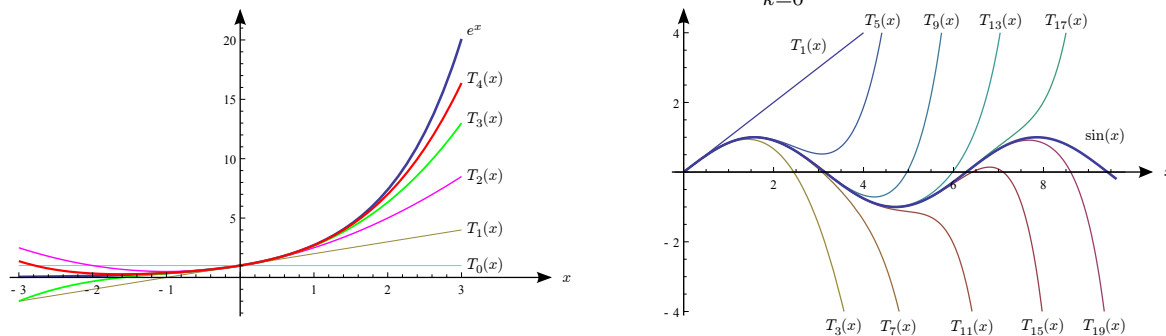 k=0
20
15
10
5
- 3
- 2
- 1
1
2
3
x
e^x
T_4(x)
T_3(x)
T_2(x)
T_1(x)
T_0(x)
4
2
- 2
- 4
2
4
6
8
T_1(x)
T_5(x)
T_9(x)
T_13(x)
T_17(x)
sin(x)
T_3(x)
T_7(x)
T_11(x)
T_15(x)
T_19(x)